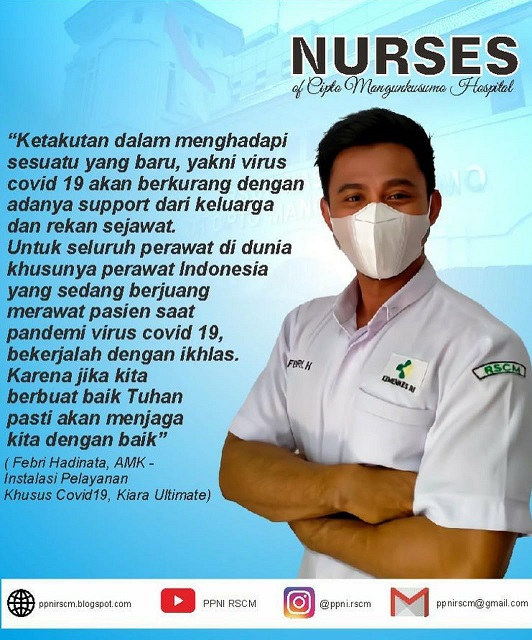 NURSES
of Cipto Mangunkusumo Hospital
“Ketakutan dalam menghadapi
sesuatu yang baru, yakni virus
covid 19 akan berkurang dengan
adanya support dari keluarga
dan rekan sejawat.
Untuk seluruh perawat di dunia
khusunya perawat Indonesia
yang sedang berjuang
merawat pasien saat
pandemi virus covid 19,
bekerjalah dengan ikhlas.
Karena jika kita
berbuat baik Tuhan
pasti akan menjaga
kita dengan baik”
( Febri Hadinata, AMK -
Instalasi Pelayanan
Khusus Covid19, Kiara Ultimate)
FEBRI. H
KEMENKES RI
RSCM
ppnirscm.blogspot.com
PPNI RSCM
@ppni.rscm
ppnirscm@gmail.com